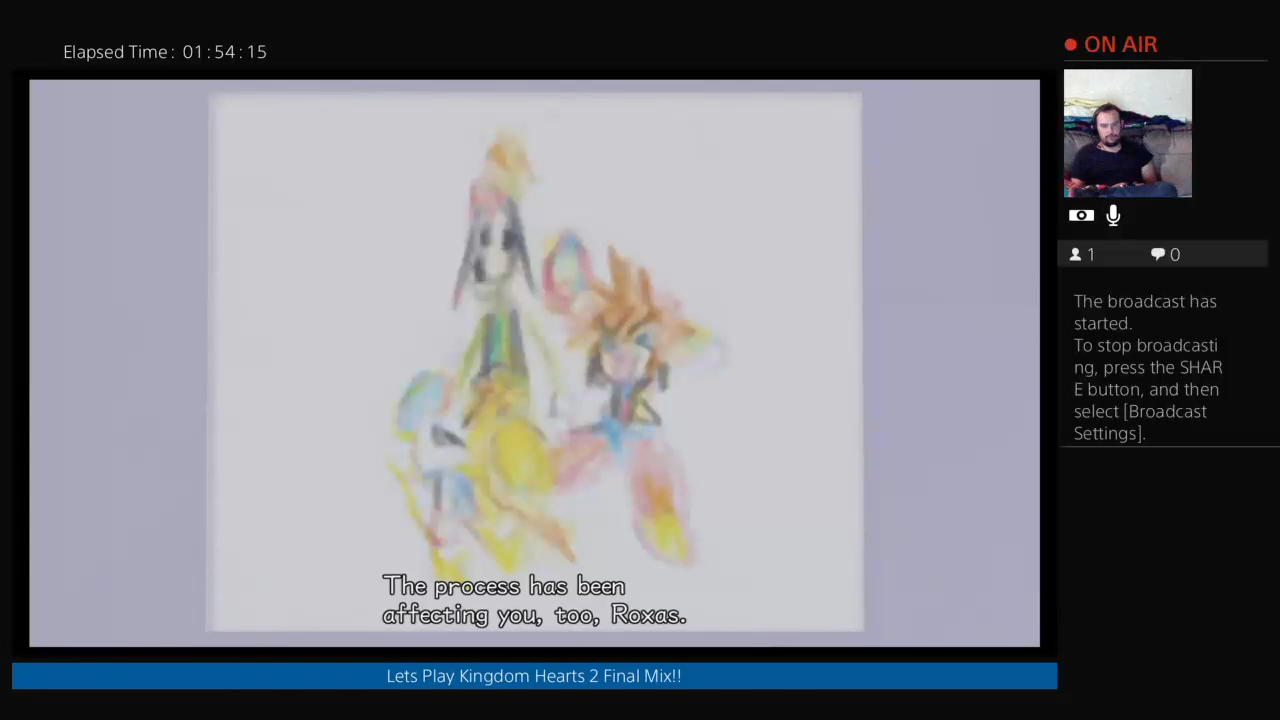 Elapsed Time: 01:54:15
ON AIR
1
0
The broadcast has
started.
To stop broadcasti
ng, press the SHAR
E button, and then
select [Broadcast
Settings].
The process has been
affecting you, too, Roxas.
Lets Play Kingdom Hearts 2 Final Mix!!